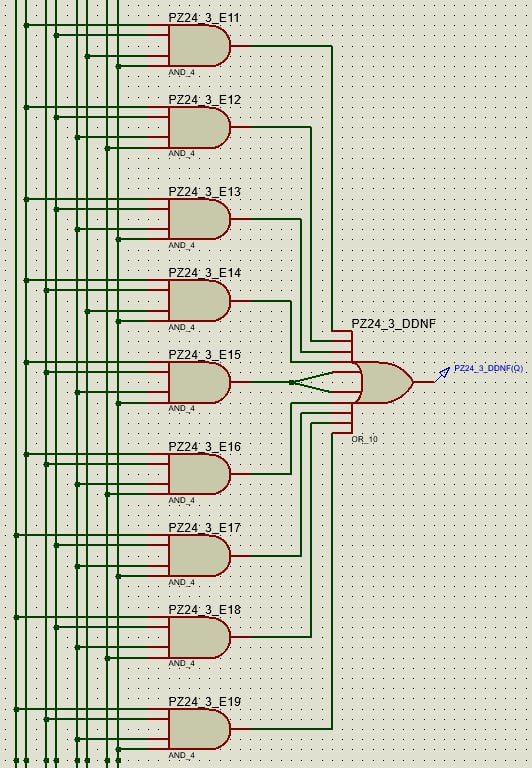 PZ24_3_E11
AND_4
PZ24_3_E12
AND_4
PZ24_3_E13
AND_4
PZ24_3_E14
AND_4
PZ24_3_DDNF
PZ24_3_E15
PZ24_3_DDNF(Q)
AND_4
OR_10
PZ24_3_E16
AND_4
PZ24_3_E17
AND_4
PZ24_3_E18
AND_4
PZ24_3_E19
AND_4